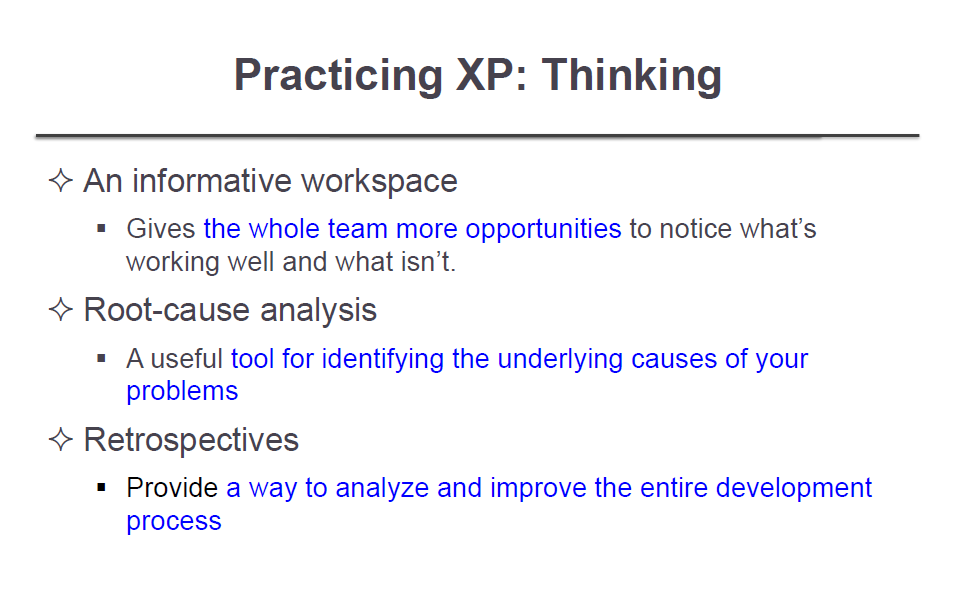 Practicing XP: Thinking
✧ An informative workspace
▪ Gives the whole team more opportunities to notice what’s
working well and what isn’t.
✧ Root-cause analysis
▪ A useful tool for identifying the underlying causes of your
problems
✧ Retrospectives
▪ Provide a way to analyze and improve the entire development
process